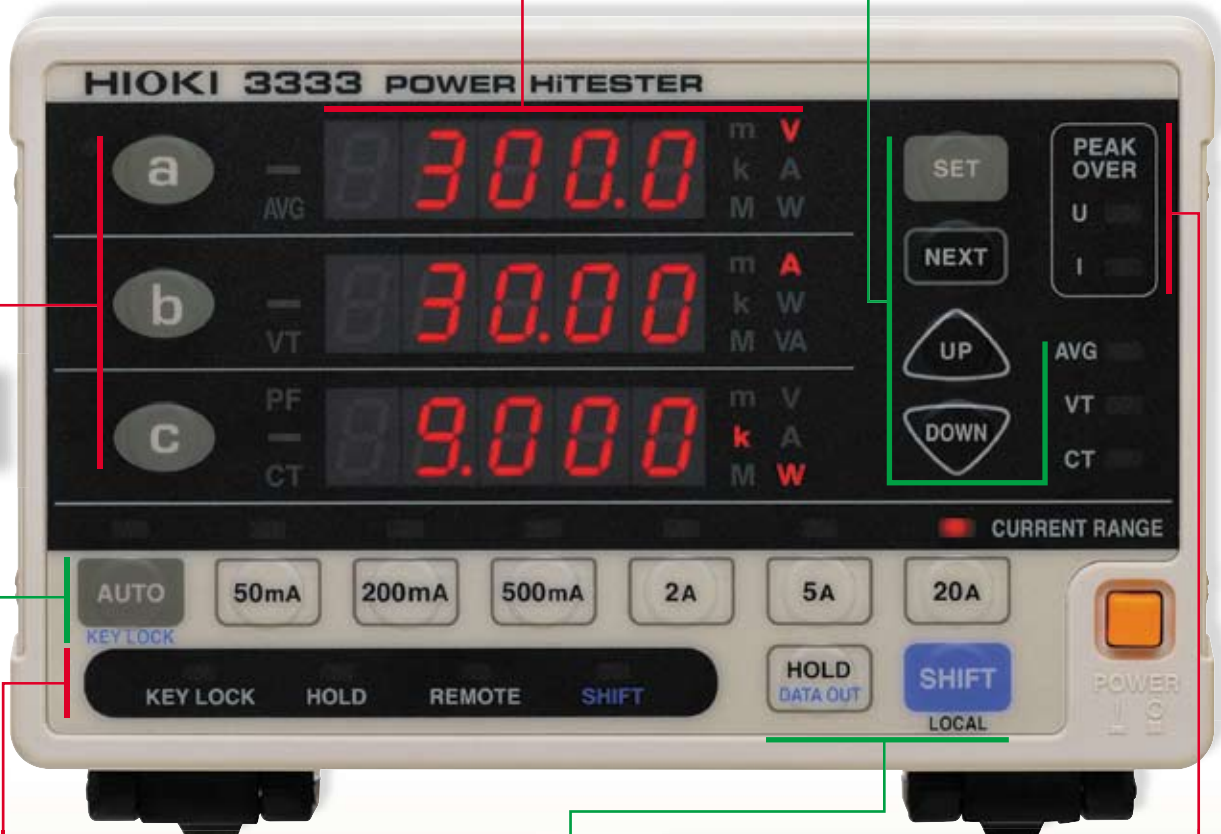 HIOKI 3333 POWER HiTESTER
a
AVG
300.0
m V
k A
M W
SET
PEAK
OVER
U
I
NEXT
b
VT
30.00
m A
k W
M VA
UP
AVG
VT
CT
c
PF
CT
9.000
m V
k A
M W
DOWN
CURRENT RANGE
AUTO
50mA
200mA
500mA
2A
5A
20A
KEY LOCK
KEY LOCK
HOLD
REMOTE
SHIFT
HOLD
DATA OUT
SHIFT
LOCAL
POWER